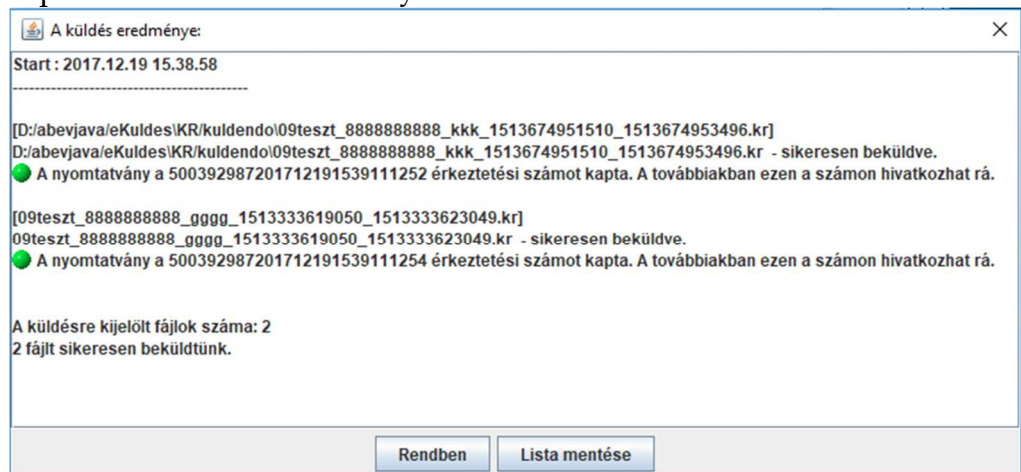 A küldés eredménye:
Start : 2017.12.19 15.38.58
-------------------------------------------
[D:/abevjava/eKuldes\KR/kuldendo\09teszt_8888888888_kkk_1513674951510_1513674953496.kr]
D:/abevjava/eKuldes\KR/kuldendo\09teszt_8888888888_kkk_1513674951510_1513674953496.kr - sikeresen beküldve.
A nyomtatvány a 500392987201712191539111252 érkeztetési számot kapta. A továbbiakban ezen a számon hivatkozhat rá.
[09teszt_8888888888_gggg_1513333619050_1513333623049.kr]
09teszt_8888888888_gggg_1513333619050_1513333623049.kr - sikeresen beküldve.
A nyomtatvány a 500392987201712191539111254 érkeztetési számot kapta. A továbbiakban ezen a számon hivatkozhat rá.
A küldésre kijelölt fájlok száma: 2
2 fájlt sikeresen beküldtünk.
Rendben Lista mentése